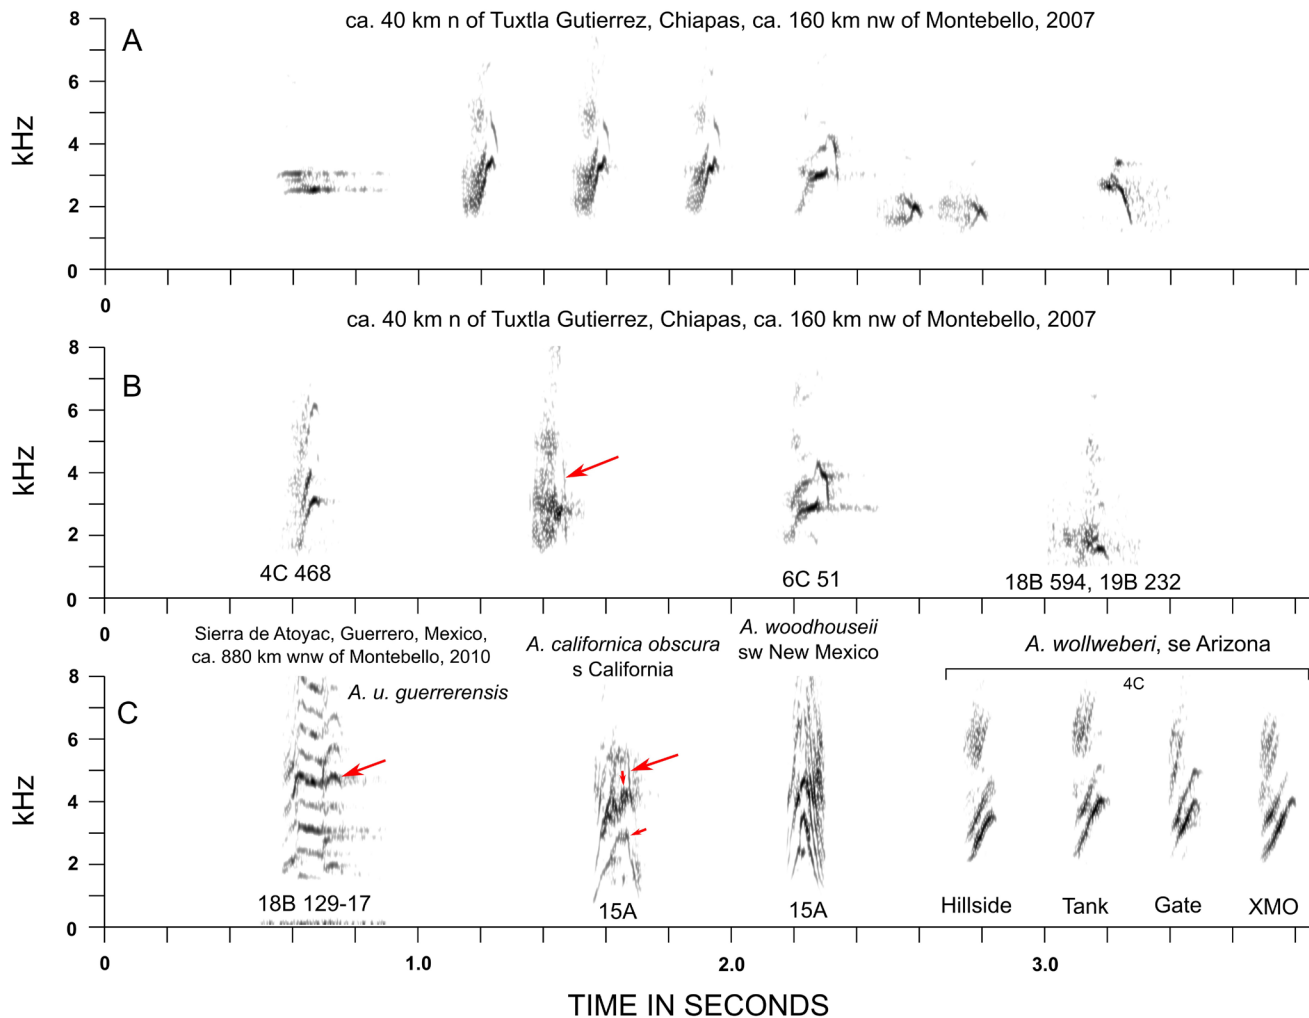 ca. 40 km n of Tuxtla Gutierrez, Chiapas, ca. 160 km nw of Montebello, 2007
A
8
6
4
2
0
kHz
0
ca. 40 km n of Tuxtla Gutierrez, Chiapas, ca. 160 km nw of Montebello, 2007
B
8
6
4
2
0
kHz
4C 468
6C 51
18B 594, 19B 232
0
Sierra de Atoyac, Guerrero, Mexico,
ca. 880 km wnw of Montebello, 2010
A. u. guerrerensis
A. californica obscura
s California
A. woodhouseii
sw New Mexico
A. wollweberi, se Arizona
4C
C
8
6
4
2
0
kHz
18B 129-17
15A
15A
Hillside
Tank
Gate
XMO
0
1.0
2.0
3.0
TIME IN SECONDS